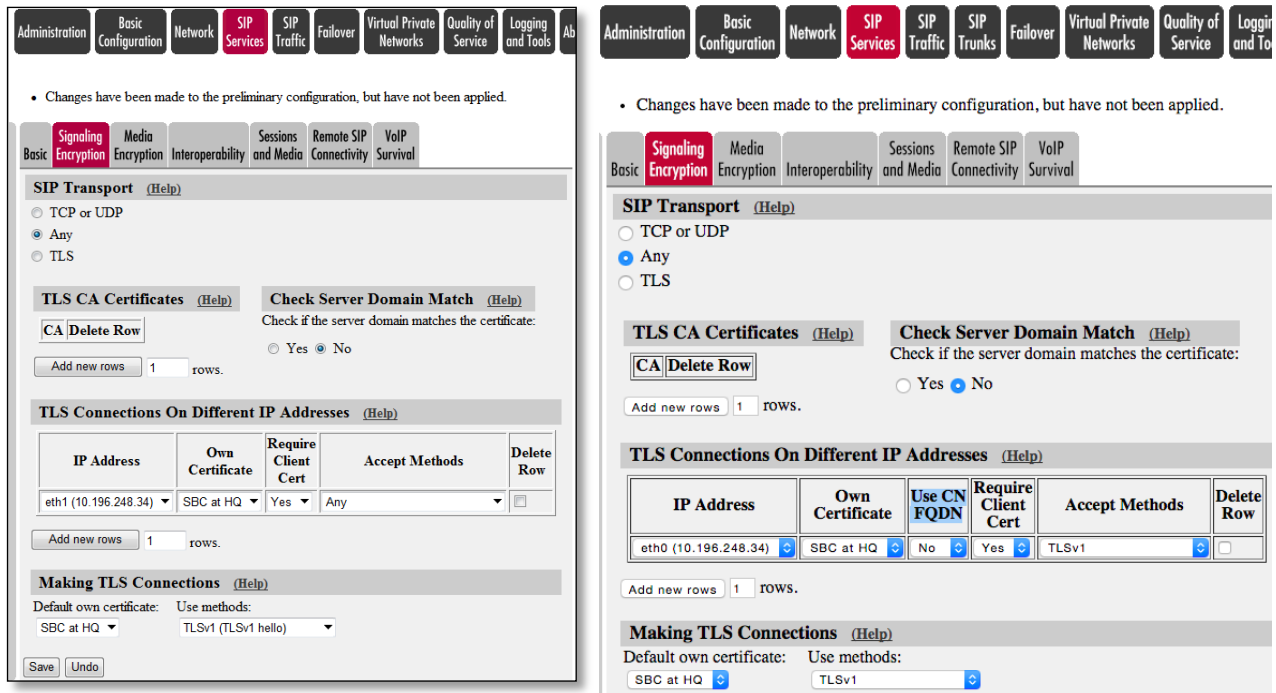 Administration
Basic
Configuration
Network
SIP
Services
SIP
Traffic
Failover
Virtual Private
Networks
Quality of
Service
Logging
and Tools
Ab
• Changes have been made to the preliminary configuration, but have not been applied.
Basic
Signaling
Encryption
Media
Encryption
Interoperability
Sessions
and Media
Remote SIP
Connectivity
VoIP
Survival
SIP Transport (Help)
TCP or UDP
Any
TLS
TLS CA Certificates (Help)
CA Delete Row
Add new rows 1 rows.
Check Server Domain Match (Help)
Check if the server domain matches the certificate:
Yes No
TLS Connections On Different IP Addresses (Help)
IP Address
Own
Certificate
Require
Client
Cert
Accept Methods
Delete
Row
eth1 (10.196.248.34) SBC at HQ Yes Any
Add new rows 1 rows.
Making TLS Connections (Help)
Default own certificate: Use methods:
SBC at HQ TLSv1 (TLSv1 hello)
Save Undo
Administration
Basic
Configuration
Network
SIP
Services
SIP
Traffic
SIP
Trunks
Failover
Virtual Private
Networks
Quality of
Service
Loggin
and Too
• Changes have been made to the preliminary configuration, but have not been applied.
Basic
Signaling
Encryption
Media
Encryption
Interoperability
Sessions
and Media
Remote SIP
Connectivity
VoIP
Survival
SIP Transport (Help)
TCP or UDP
Any
TLS
TLS CA Certificates (Help)
CA Delete Row
Add new rows 1 rows.
Check Server Domain Match (Help)
Check if the server domain matches the certificate:
Yes No
TLS Connections On Different IP Addresses (Help)
IP Address
Own
Certificate
Use CN
FQDN
Require
Client
Cert
Accept Methods
Delete
Row
eth0 (10.196.248.34) SBC at HQ No Yes TLSv1
Add new rows 1 rows.
Making TLS Connections (Help)
Default own certificate: Use methods:
SBC at HQ TLSv1